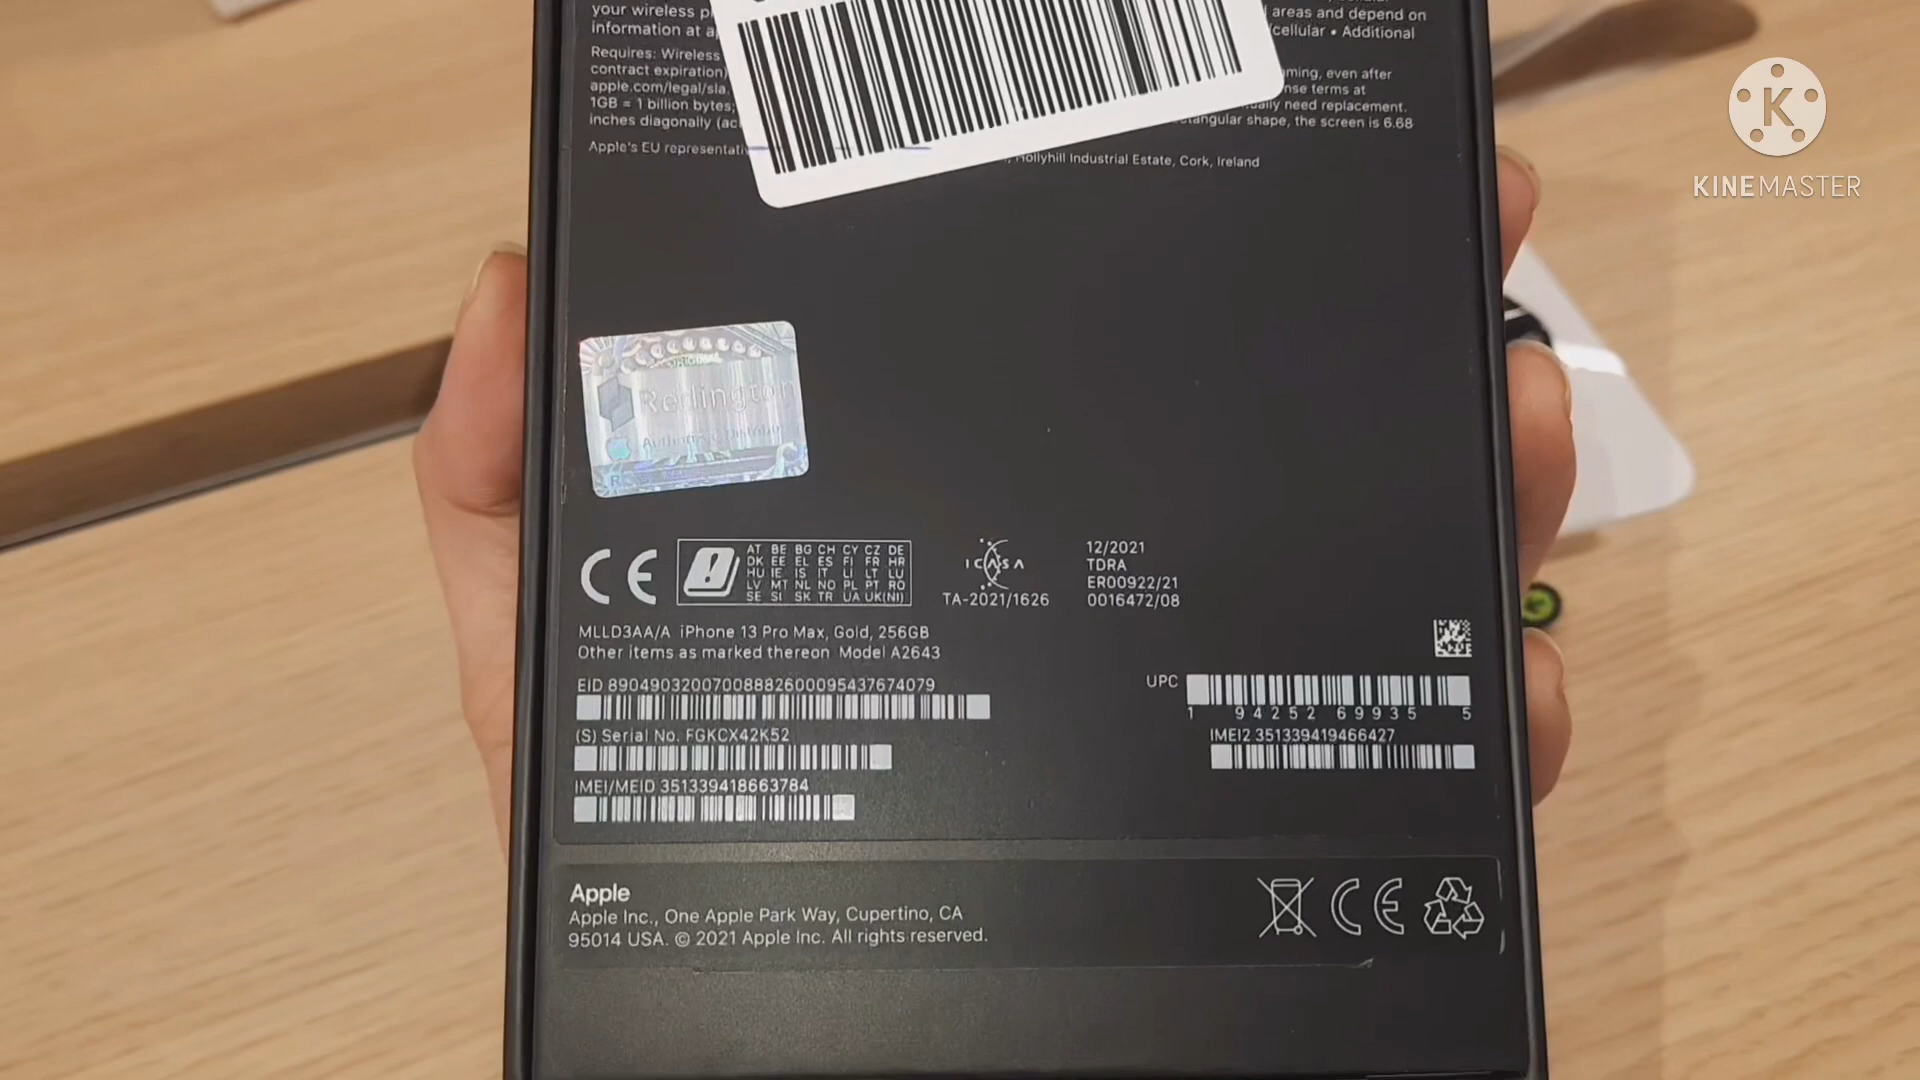 your wireless
areas and depend on
information at
/cellular • Additional
Requires: Wireless
contract expiration)
ming, even after
apple.com/legal/sla.
nse terms at
1GB = 1 billion bytes;
need replacement.
inches diagonally
shape, the screen is 6.68
Apple's EU
Hollyhill Industrial Estate, Cork, Ireland
KINEMASTER
Redington
CE
AT BE BG CH CY CZ DE
DK EE EL ES FI FR HR
HU IE IS IT LI LT LU
LV MT NL NO PL PT RO
SE SI SK TR UA UK(NI)
ICASA
TA-2021/1626
12/2021
TDRA
ER00922/21
0016472/08
MLLD3AA/A iPhone 13 Pro Max, Gold, 256GB
Other items as marked thereon Model A2643
EID 89049032007008882600095437674079
UPC
1 94252 69935 5
(S) Serial No. FGKCX42K52
IMEI2 351339419466427
IMEI/MEID 351339418663784
Apple
Apple Inc., One Apple Park Way, Cupertino, CA
95014 USA. © 2021 Apple Inc. All rights reserved.
CE